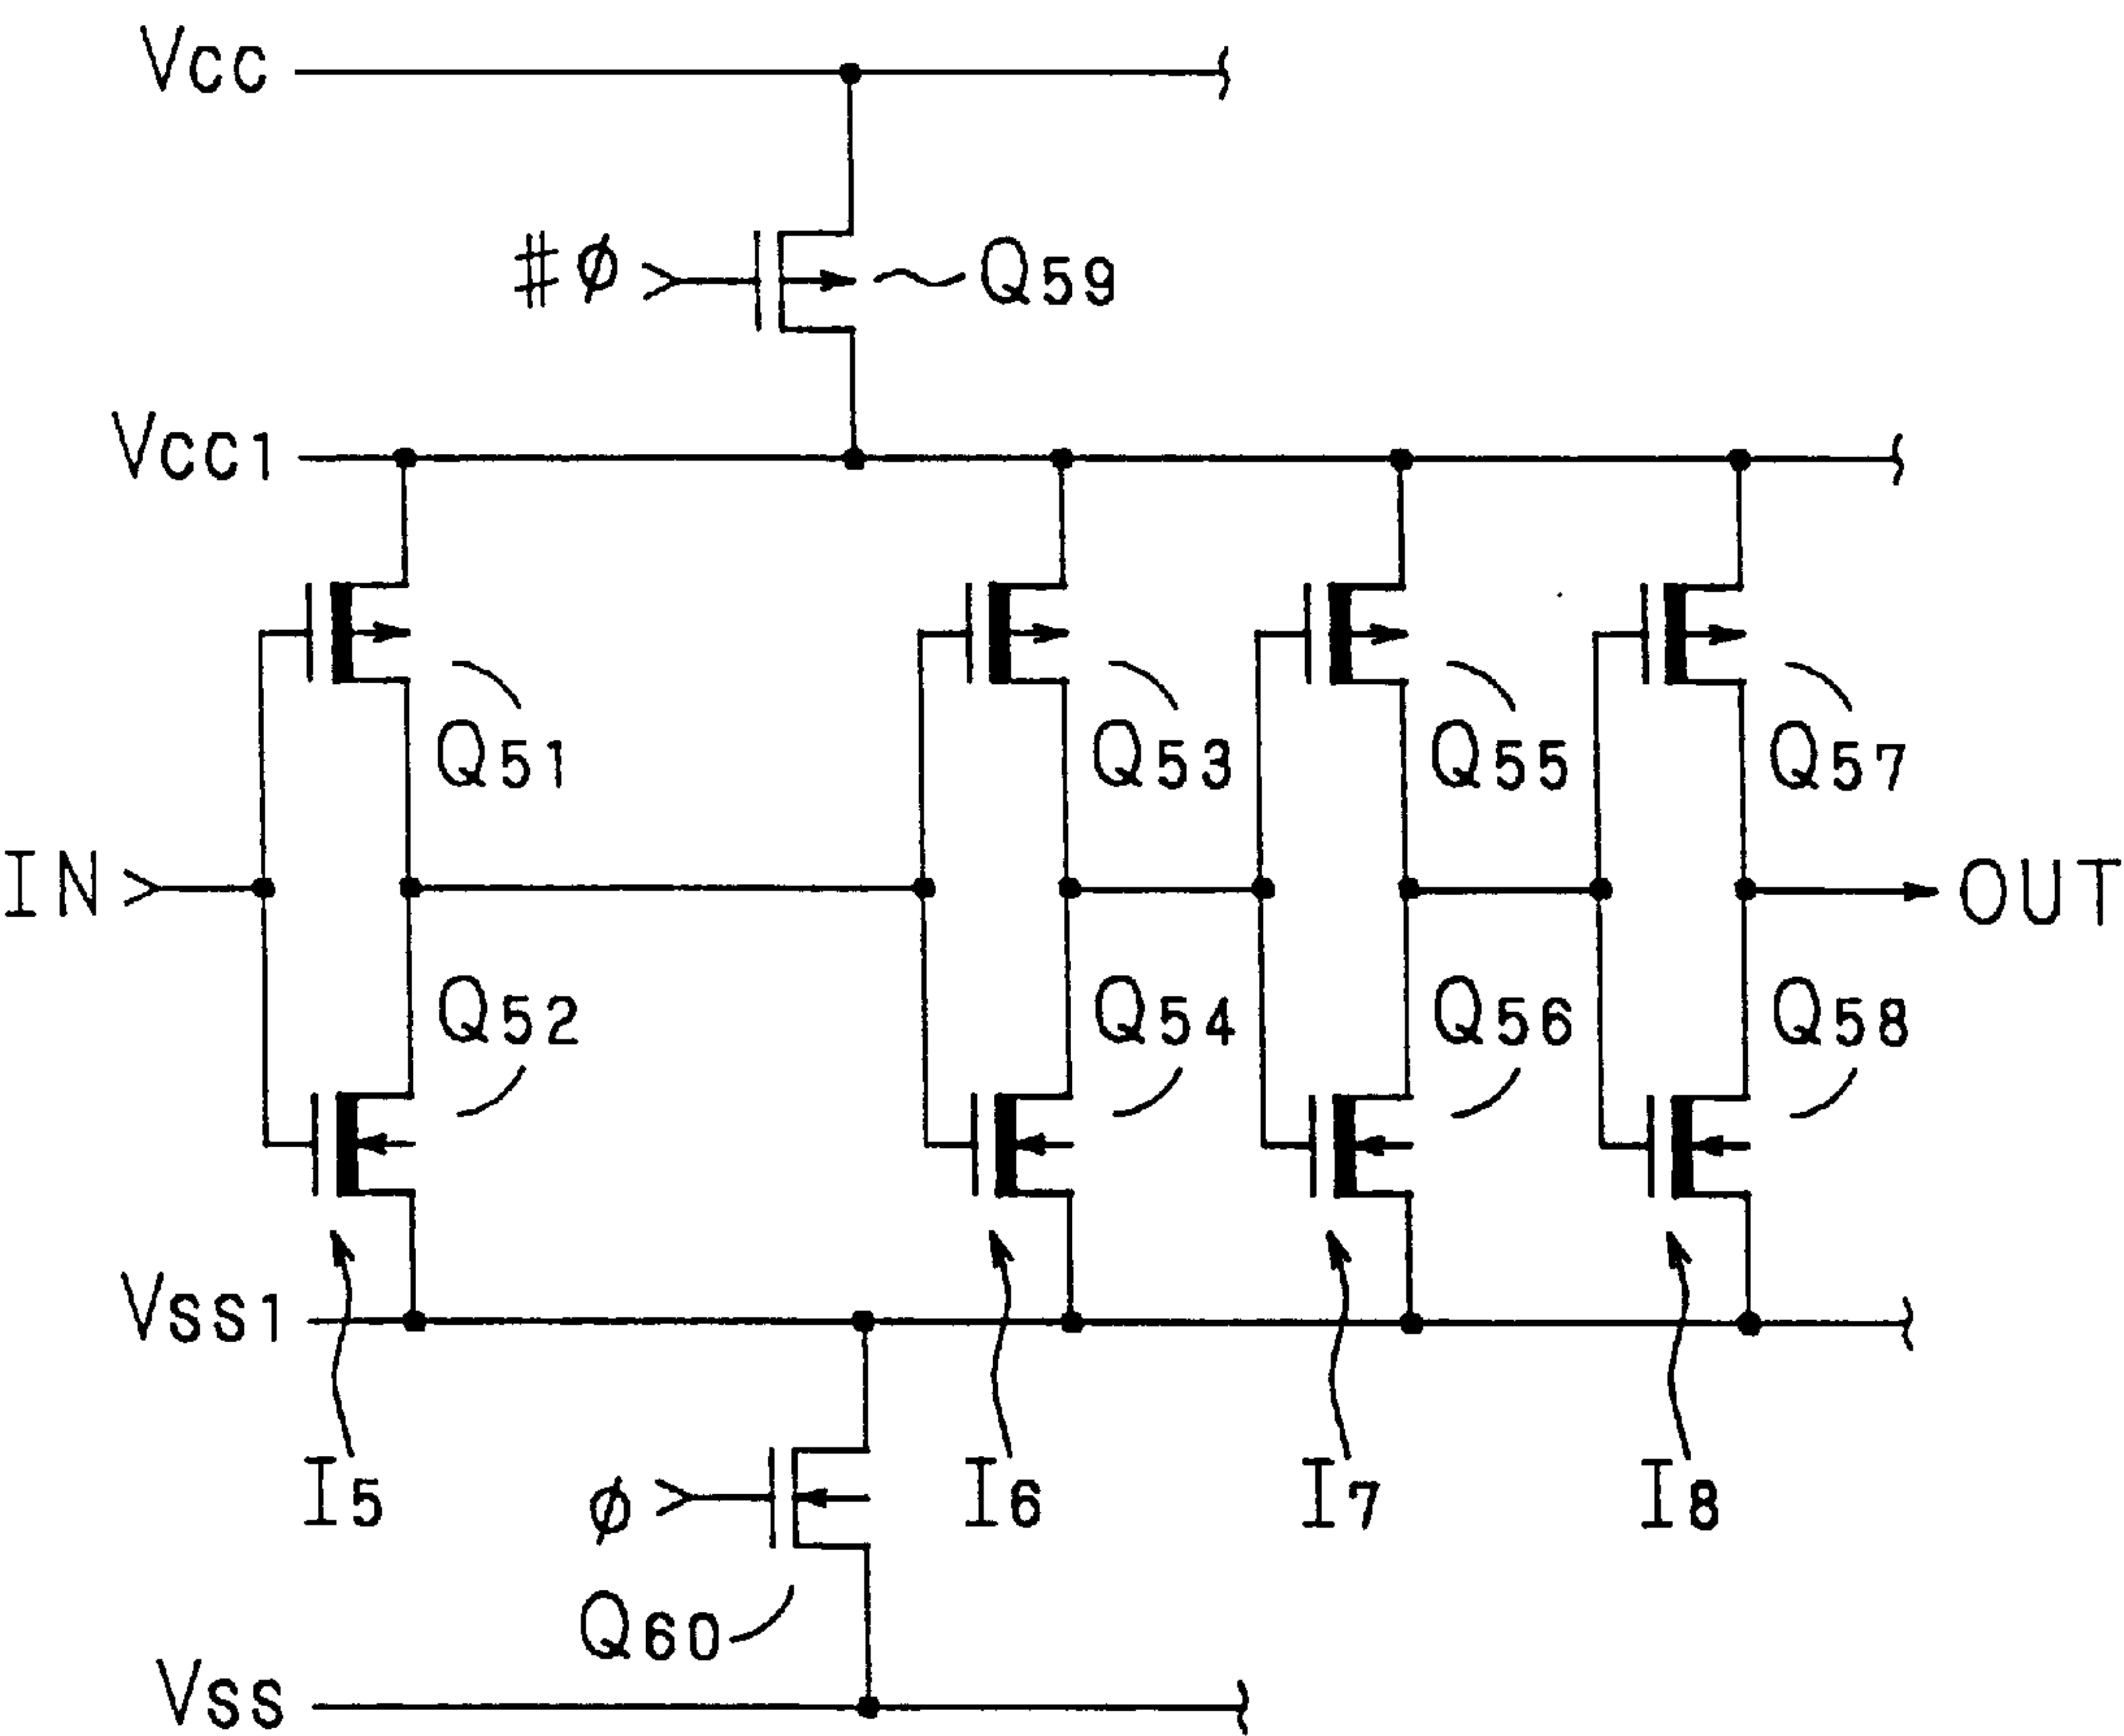 Vcc
#φ
Q59
Vcc1
Q51
Q53
Q55
Q57
IN
OUT
Q52
Q54
Q56
Q58
Vss1
I5
φ
I6
I7
I8
Q60
Vss